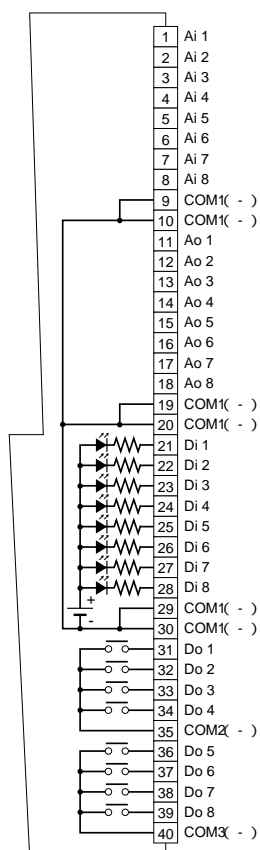 1 Ai 1
2 Ai 2
3 Ai 3
4 Ai 4
5 Ai 5
6 Ai 6
7 Ai 7
8 Ai 8
9 COM1( - )
10 COM1( - )
11 Ao 1
12 Ao 2
13 Ao 3
14 Ao 4
15 Ao 5
16 Ao 6
17 Ao 7
18 Ao 8
19 COM1( - )
20 COM1( - )
21 Di 1
22 Di 2
23 Di 3
24 Di 4
25 Di 5
26 Di 6
27 Di 7
28 Di 8
+
29 COM1( - )
-
30 COM1( - )
31 Do 1
32 Do 2
33 Do 3
34 Do 4
35 COM2( - )
36 Do 5
37 Do 6
38 Do 7
39 Do 8
40 COM3( - )